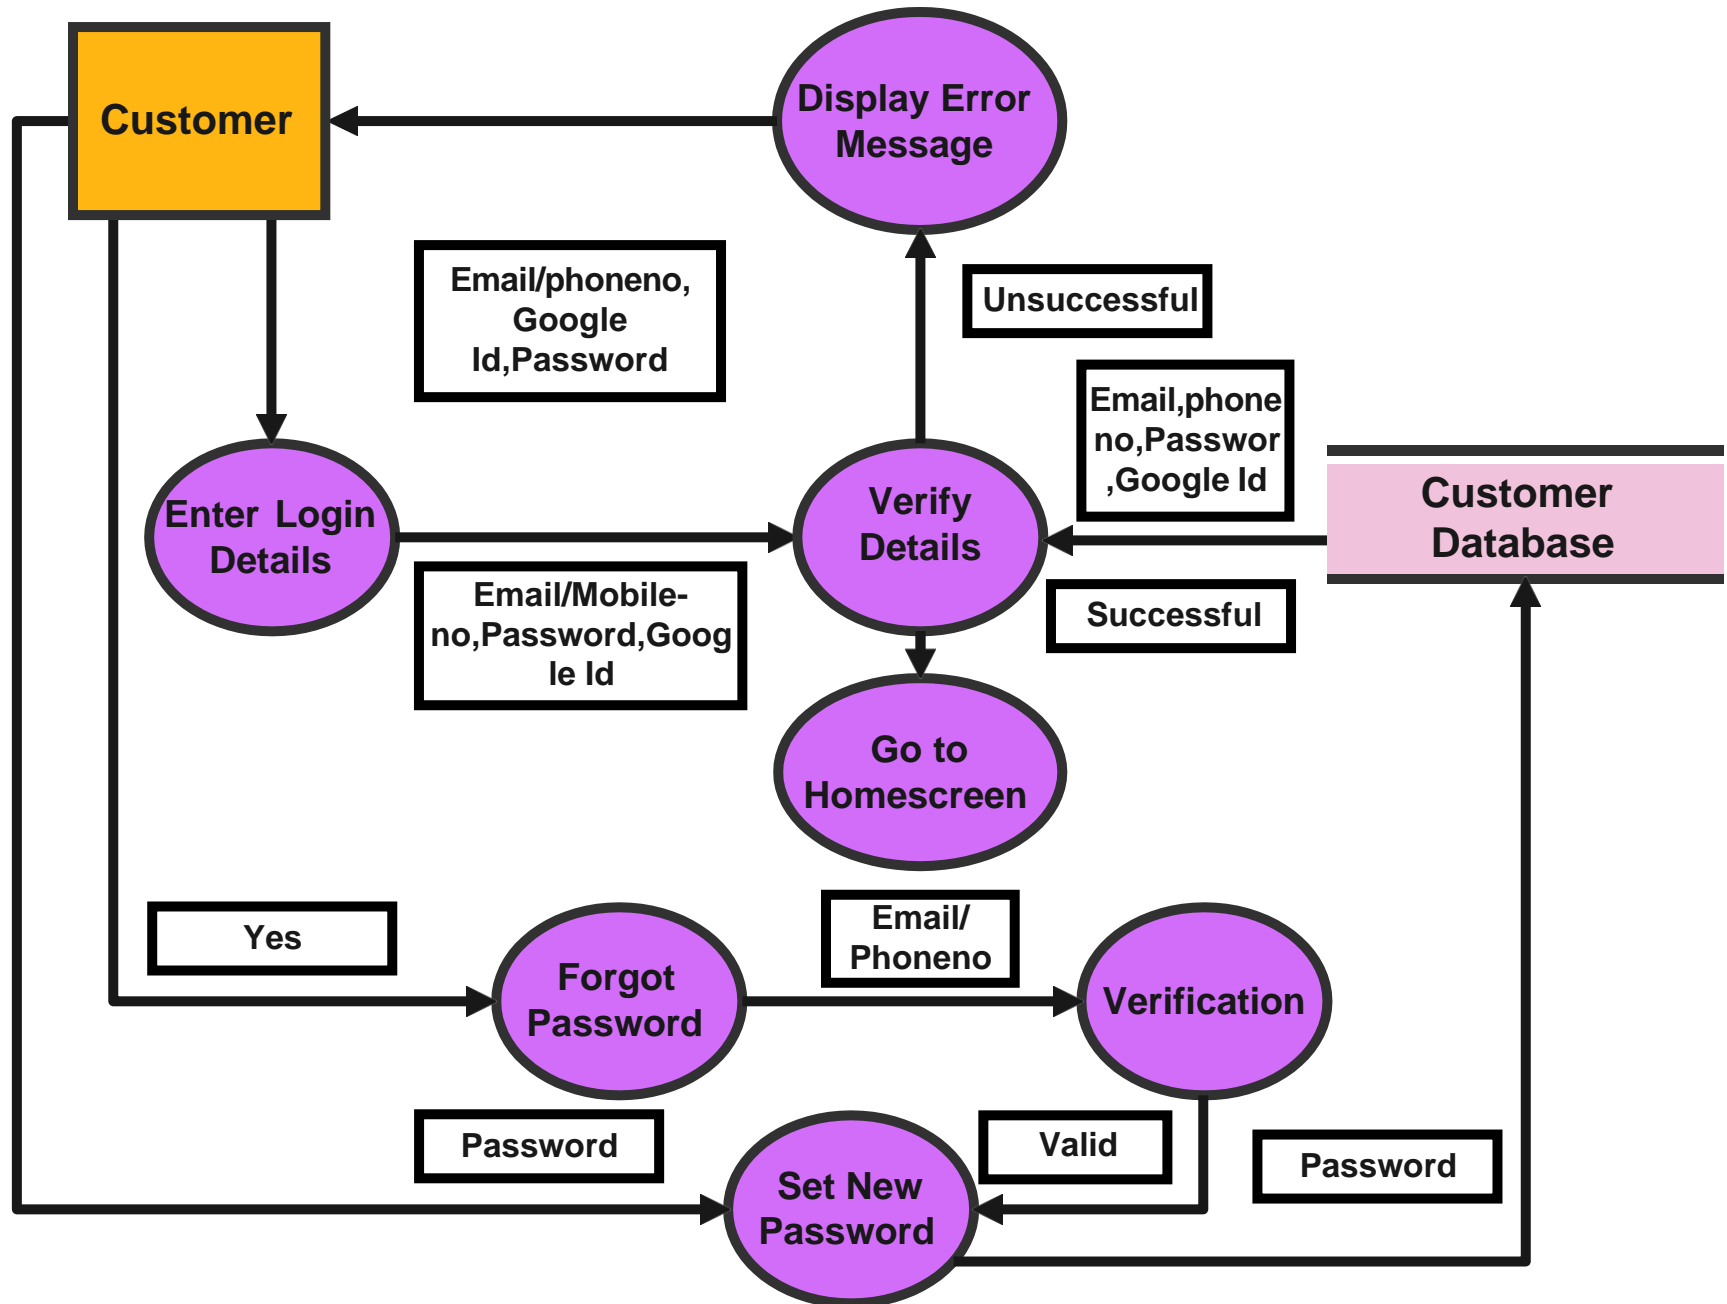 Customer
Display Error
Message
Email/phoneno,
Google
Id,Password
Unsuccessful
Email,phone
no,Passwor
,Google Id
Enter Login
Details
Verify
Details
Customer
Database
Email/Mobile-
no,Password,Goog
le Id
Successful
Go to
Homescreen
Yes
Email/
Phoneno
Forgot
Password
Verification
Password
Valid
Password
Set New
Password